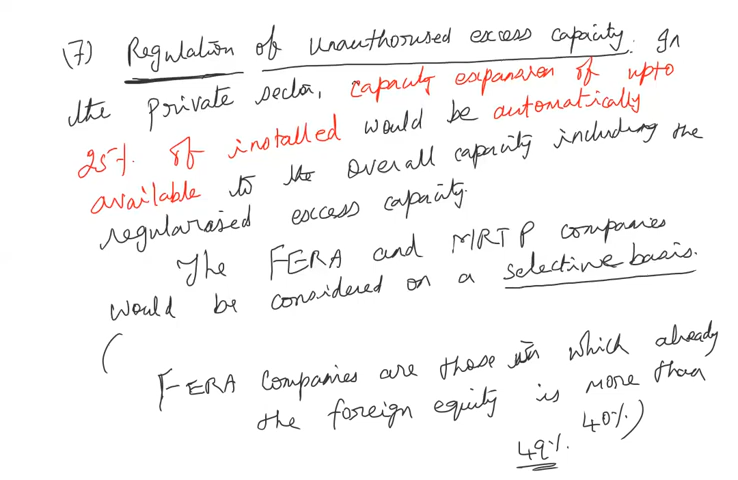 (7) Regulation of unauthorised excess capacity. In
the private sector, capacity expansion of upto
25% of installed would be automatically
available to the overall capacity including the
regularaised excess capacity.
The FERA and MRTP companies
would be considered on a selective basis.
(
FERA Companies are those in which already
the foreign equity is more than
49% 40%)